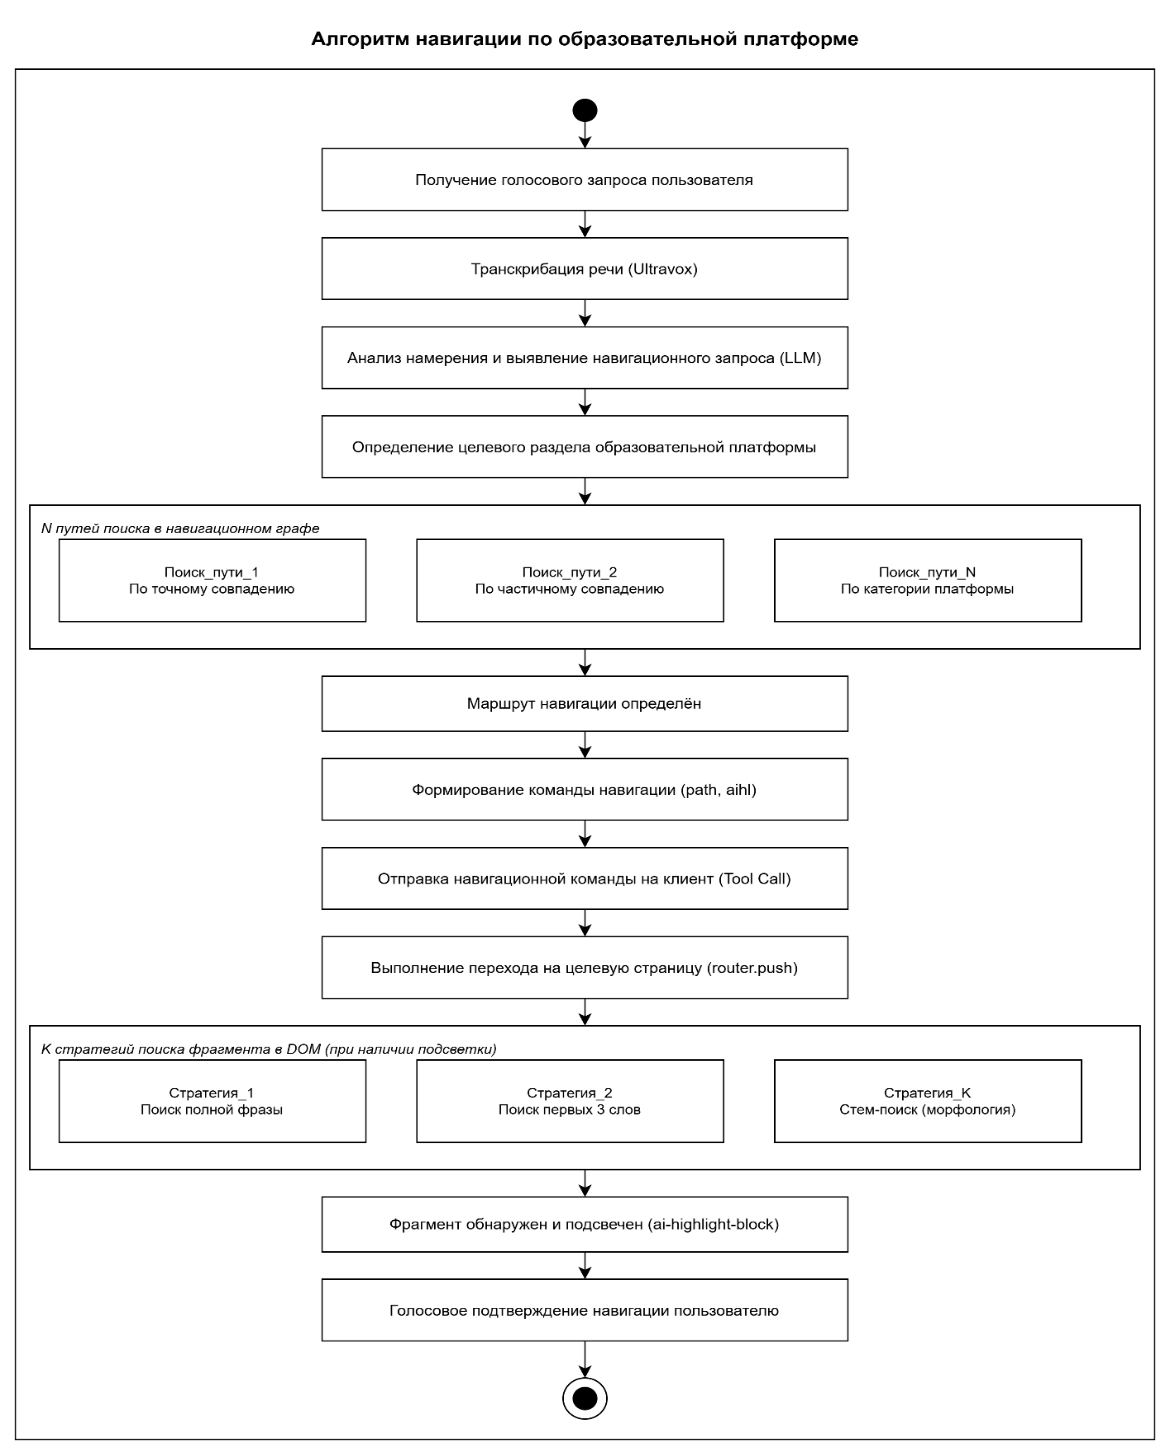 Алгоритм навигации по образовательной платформе
Получение голосового запроса пользователя
Транскрибация речи (Ultravox)
Анализ намерения и выявление навигационного запроса (LLM)
Определение целевого раздела образовательной платформы
N путей поиска в навигационном графе
Поиск_пути_1
По точному совпадению
Поиск_пути_2
По частичному совпадению
Поиск_пути_N
По категории платформы
Маршрут навигации определён
Формирование команды навигации (path, aihl)
Отправка навигационной команды на клиент (Tool Call)
Выполнение перехода на целевую страницу (router.push)
K стратегий поиска фрагмента в DOM (при наличии подсветки)
Стратегия_1
Поиск полной фразы
Стратегия_2
Поиск первых 3 слов
Стратегия_K
Стем-поиск (морфология)
Фрагмент обнаружен и подсвечен (ai-highlight-block)
Голосовое подтверждение навигации пользователю